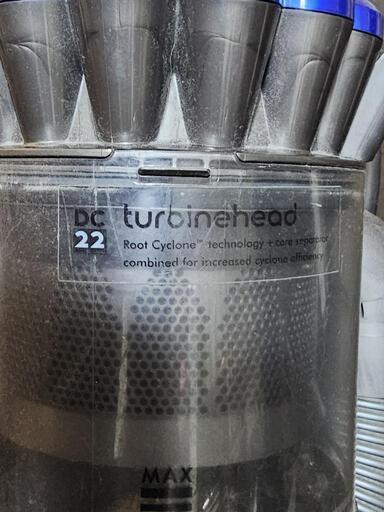 DC turbinehead
22 Root Cyclone™ technology + core separator
combined for increased cyclone efficiency
MAX